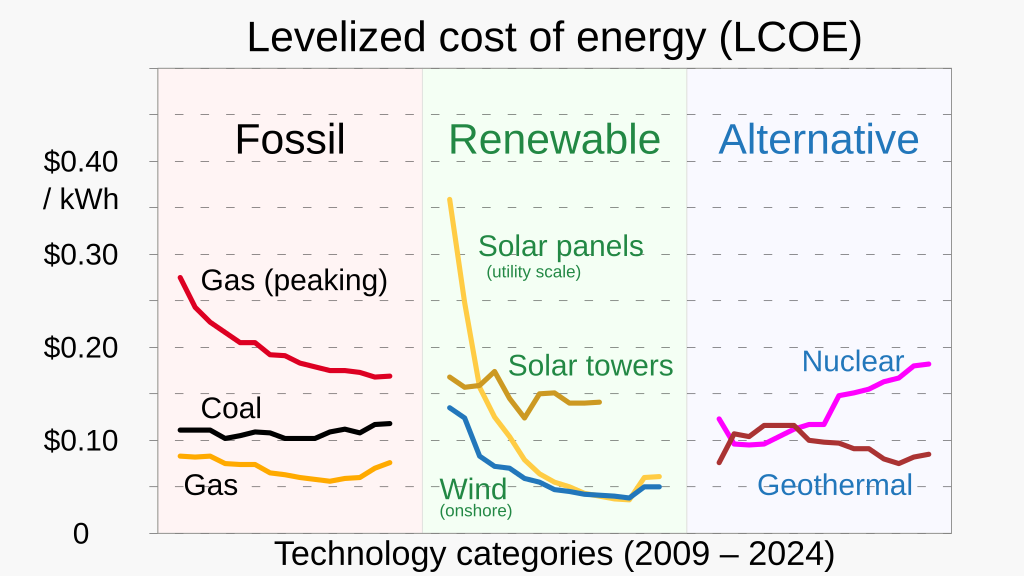 Levelized cost of energy (LCOE)
Fossil
Renewable
Alternative
$0.40
/ kWh
$0.30
$0.20
$0.10
0
Gas (peaking)
Coal
Gas
Solar panels
(utility scale)
Solar towers
Wind
(onshore)
Nuclear
Geothermal
Technology categories (2009 – 2024)